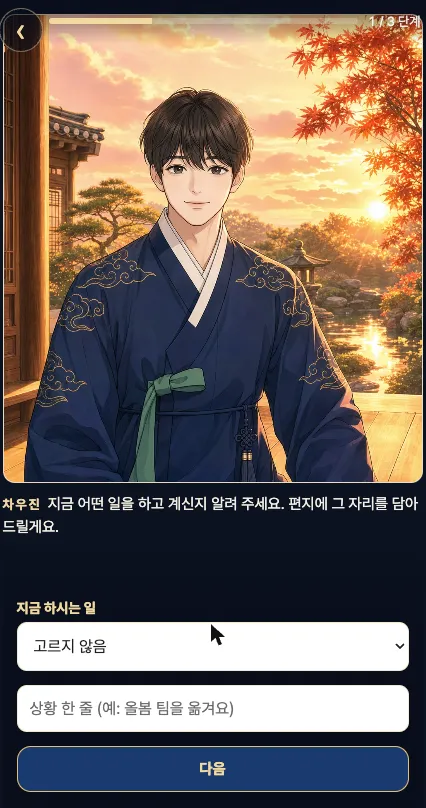 1 / 3 단계
차우진 지금 어떤 일을 하고 계신지 알려 주세요. 편지에 그 자리를 담아
드릴게요.
지금 하시는 일
고르지 않음
상황 한 줄 (예: 올봄 팀을 옮겨요)
다음